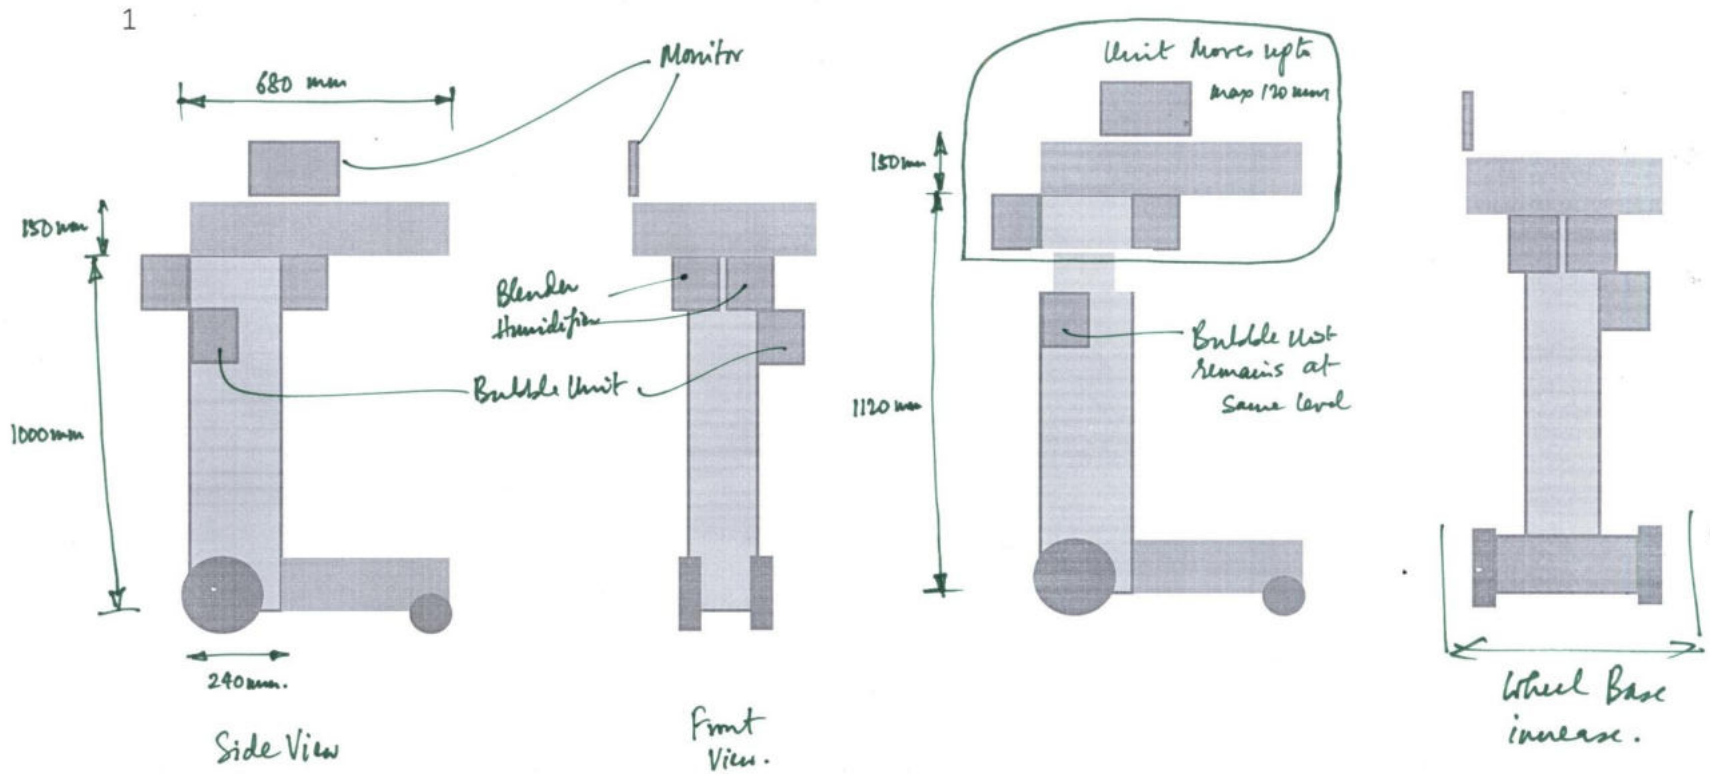 1
680 mm
Monitor
150 mm
1000 mm
240 mm.
Side View
Blender
Humidifier
Bubble Unit
Front
View.
Unit Moves upto
max 120 mm
150 mm
1120 mm
Bubble Unit
remains at
same level
Wheel Base
increase.